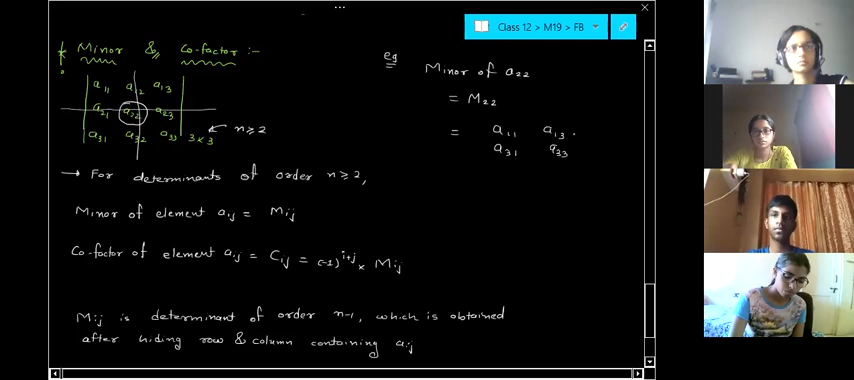 Class 12 > M19 > FB
* Minor & Co-factor :-
a11 a12 a13
a21 a22 a23
a31 a32 a33 3 x 3
n ≥ 2
→ For determinants of order n ≥ 2,
Minor of element aij = Mij
Co-factor of element aij = Cij = (-1)^i+j x Mij
Mij is determinant of order n-1, which is obtained
after hiding row & column containing aij
eg
Minor of a22
= M22
= a11 a13
a31 a33